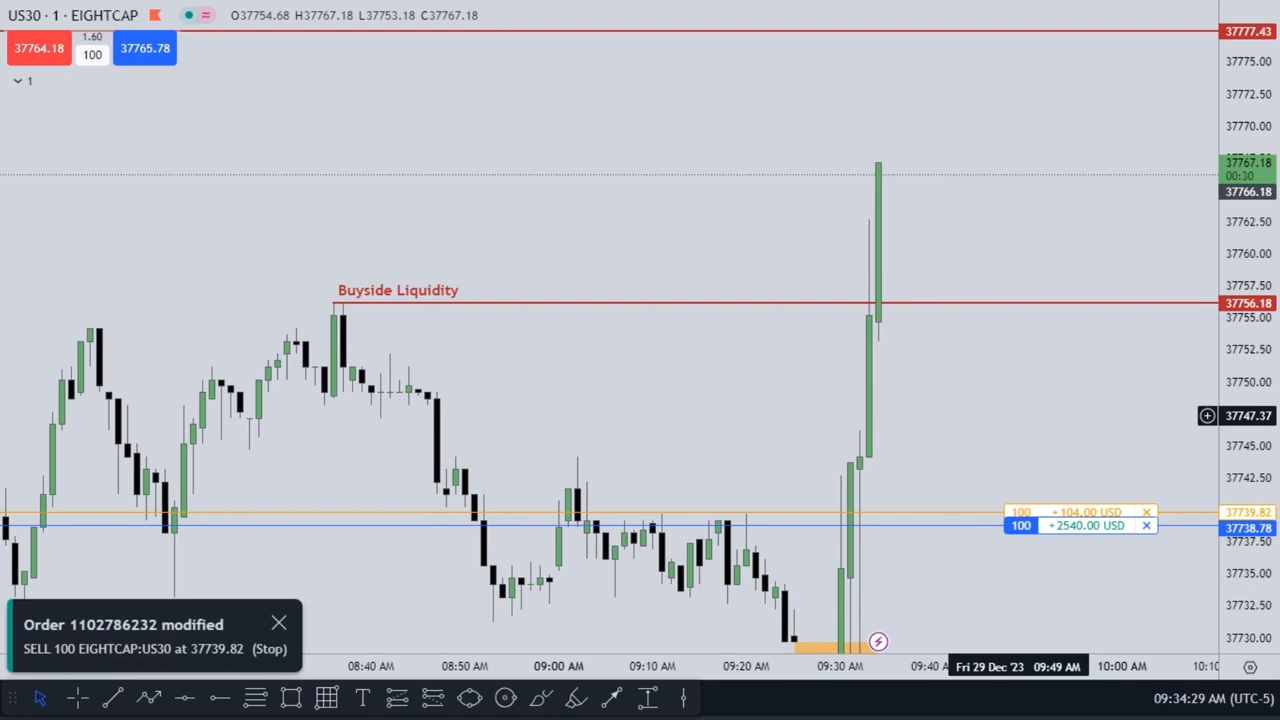 US30 · 1 · EIGHTCAP O37754.68 H37767.18 L37753.18 C37767.18
37764.18 1.60 100 37765.78
1
37777.43
37775.00
37772.50
37770.00
37767.18
00:30
37766.18
37762.50
37760.00
37757.50
Buyside Liquidity
37756.18
37755.00
37752.50
37750.00
37747.37
37745.00
37742.50
100 +104.00 USD 37739.82
100 +2540.00 USD 37738.78
37737.50
37735.00
37732.50
37730.00
Order 1102786232 modified
SELL 100 EIGHTCAP:US30 at 37739.82 (Stop)
08:40 AM 08:50 AM 09:00 AM 09:10 AM 09:20 AM 09:30 AM 09:40 A Fri 29 Dec '23 09:49 AM 10:00 AM 10:10
T
09:34:29 AM (UTC-5)